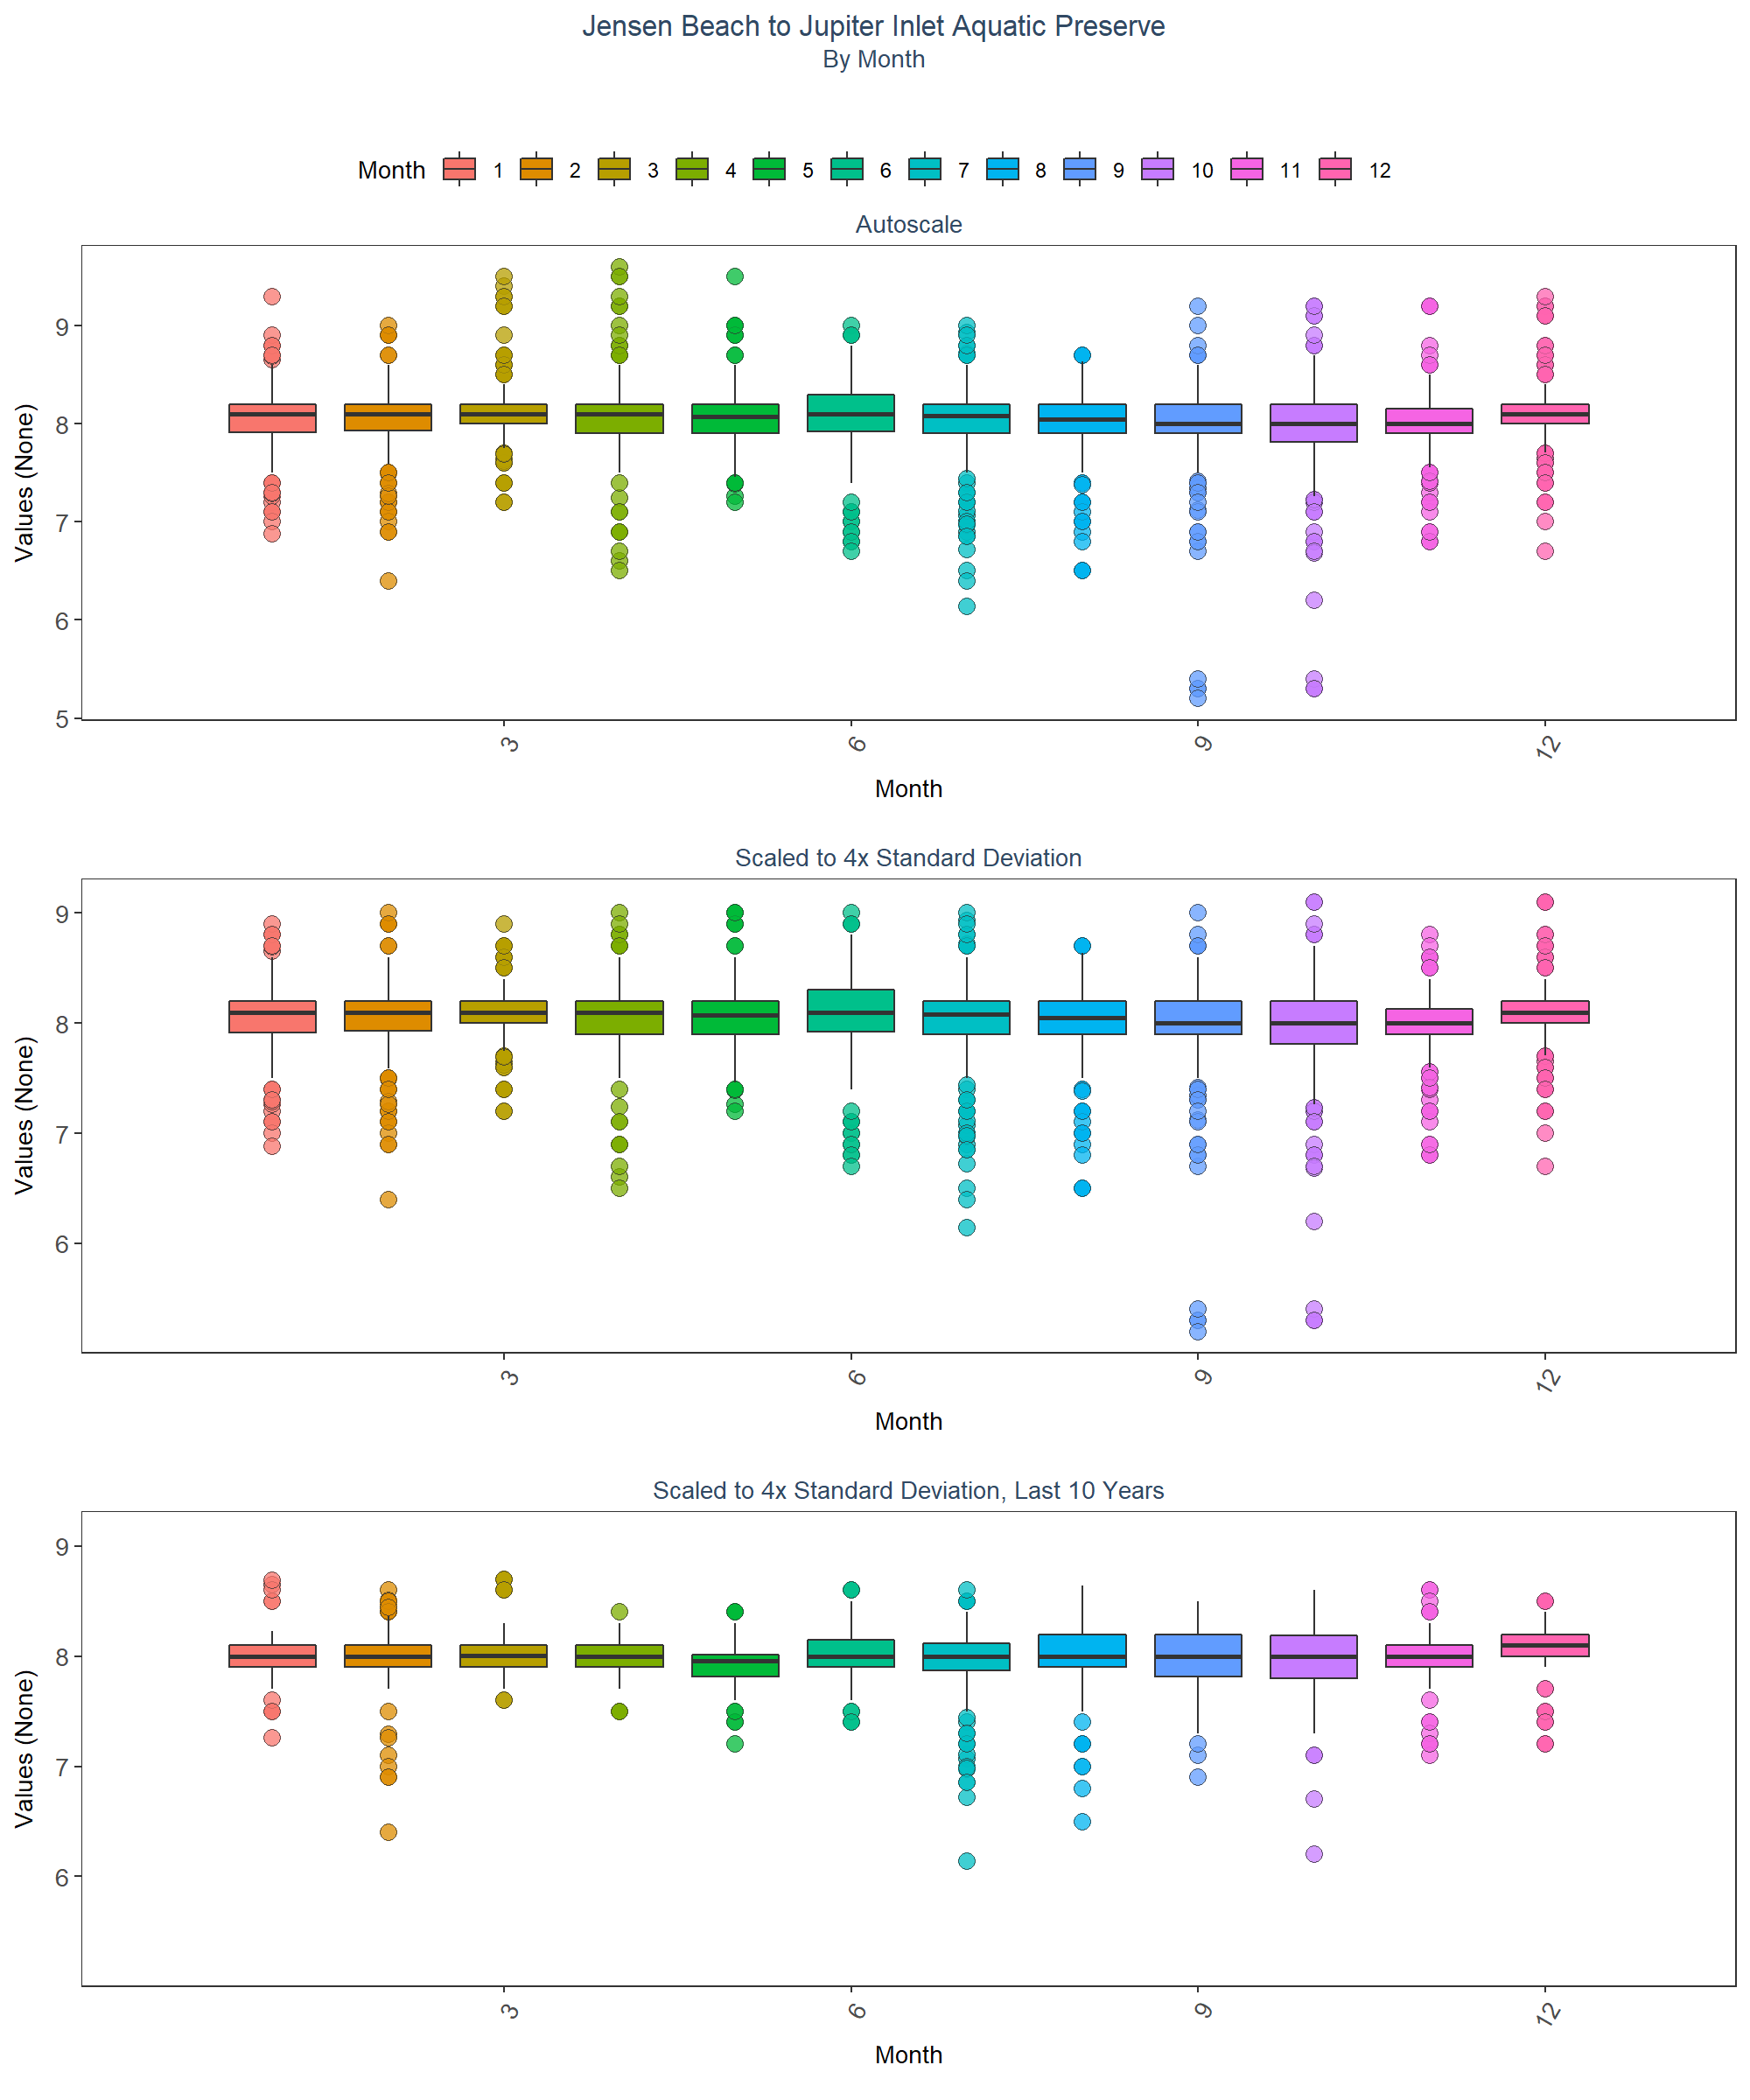 Jensen Beach to Jupiter Inlet Aquatic Preserve
By Month
Month 1 2 3 4 5 6 7 8 9 10 11 12
Autoscale
Values (None)
9
8
7
6
5
3 6 9 12
Month
Scaled to 4x Standard Deviation
Values (None)
9
8
7
6
3 6 9 12
Month
Scaled to 4x Standard Deviation, Last 10 Years
Values (None)
9
8
7
6
3 6 9 12
Month